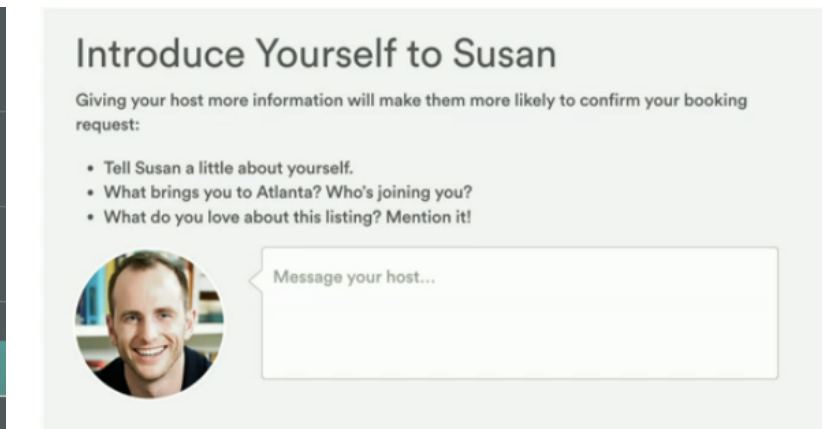 Introduce Yourself to Susan
Giving your host more information will make them more likely to confirm your booking
request:
• Tell Susan a little about yourself.
• What brings you to Atlanta? Who's joining you?
• What do you love about this listing? Mention it!
Message your host...